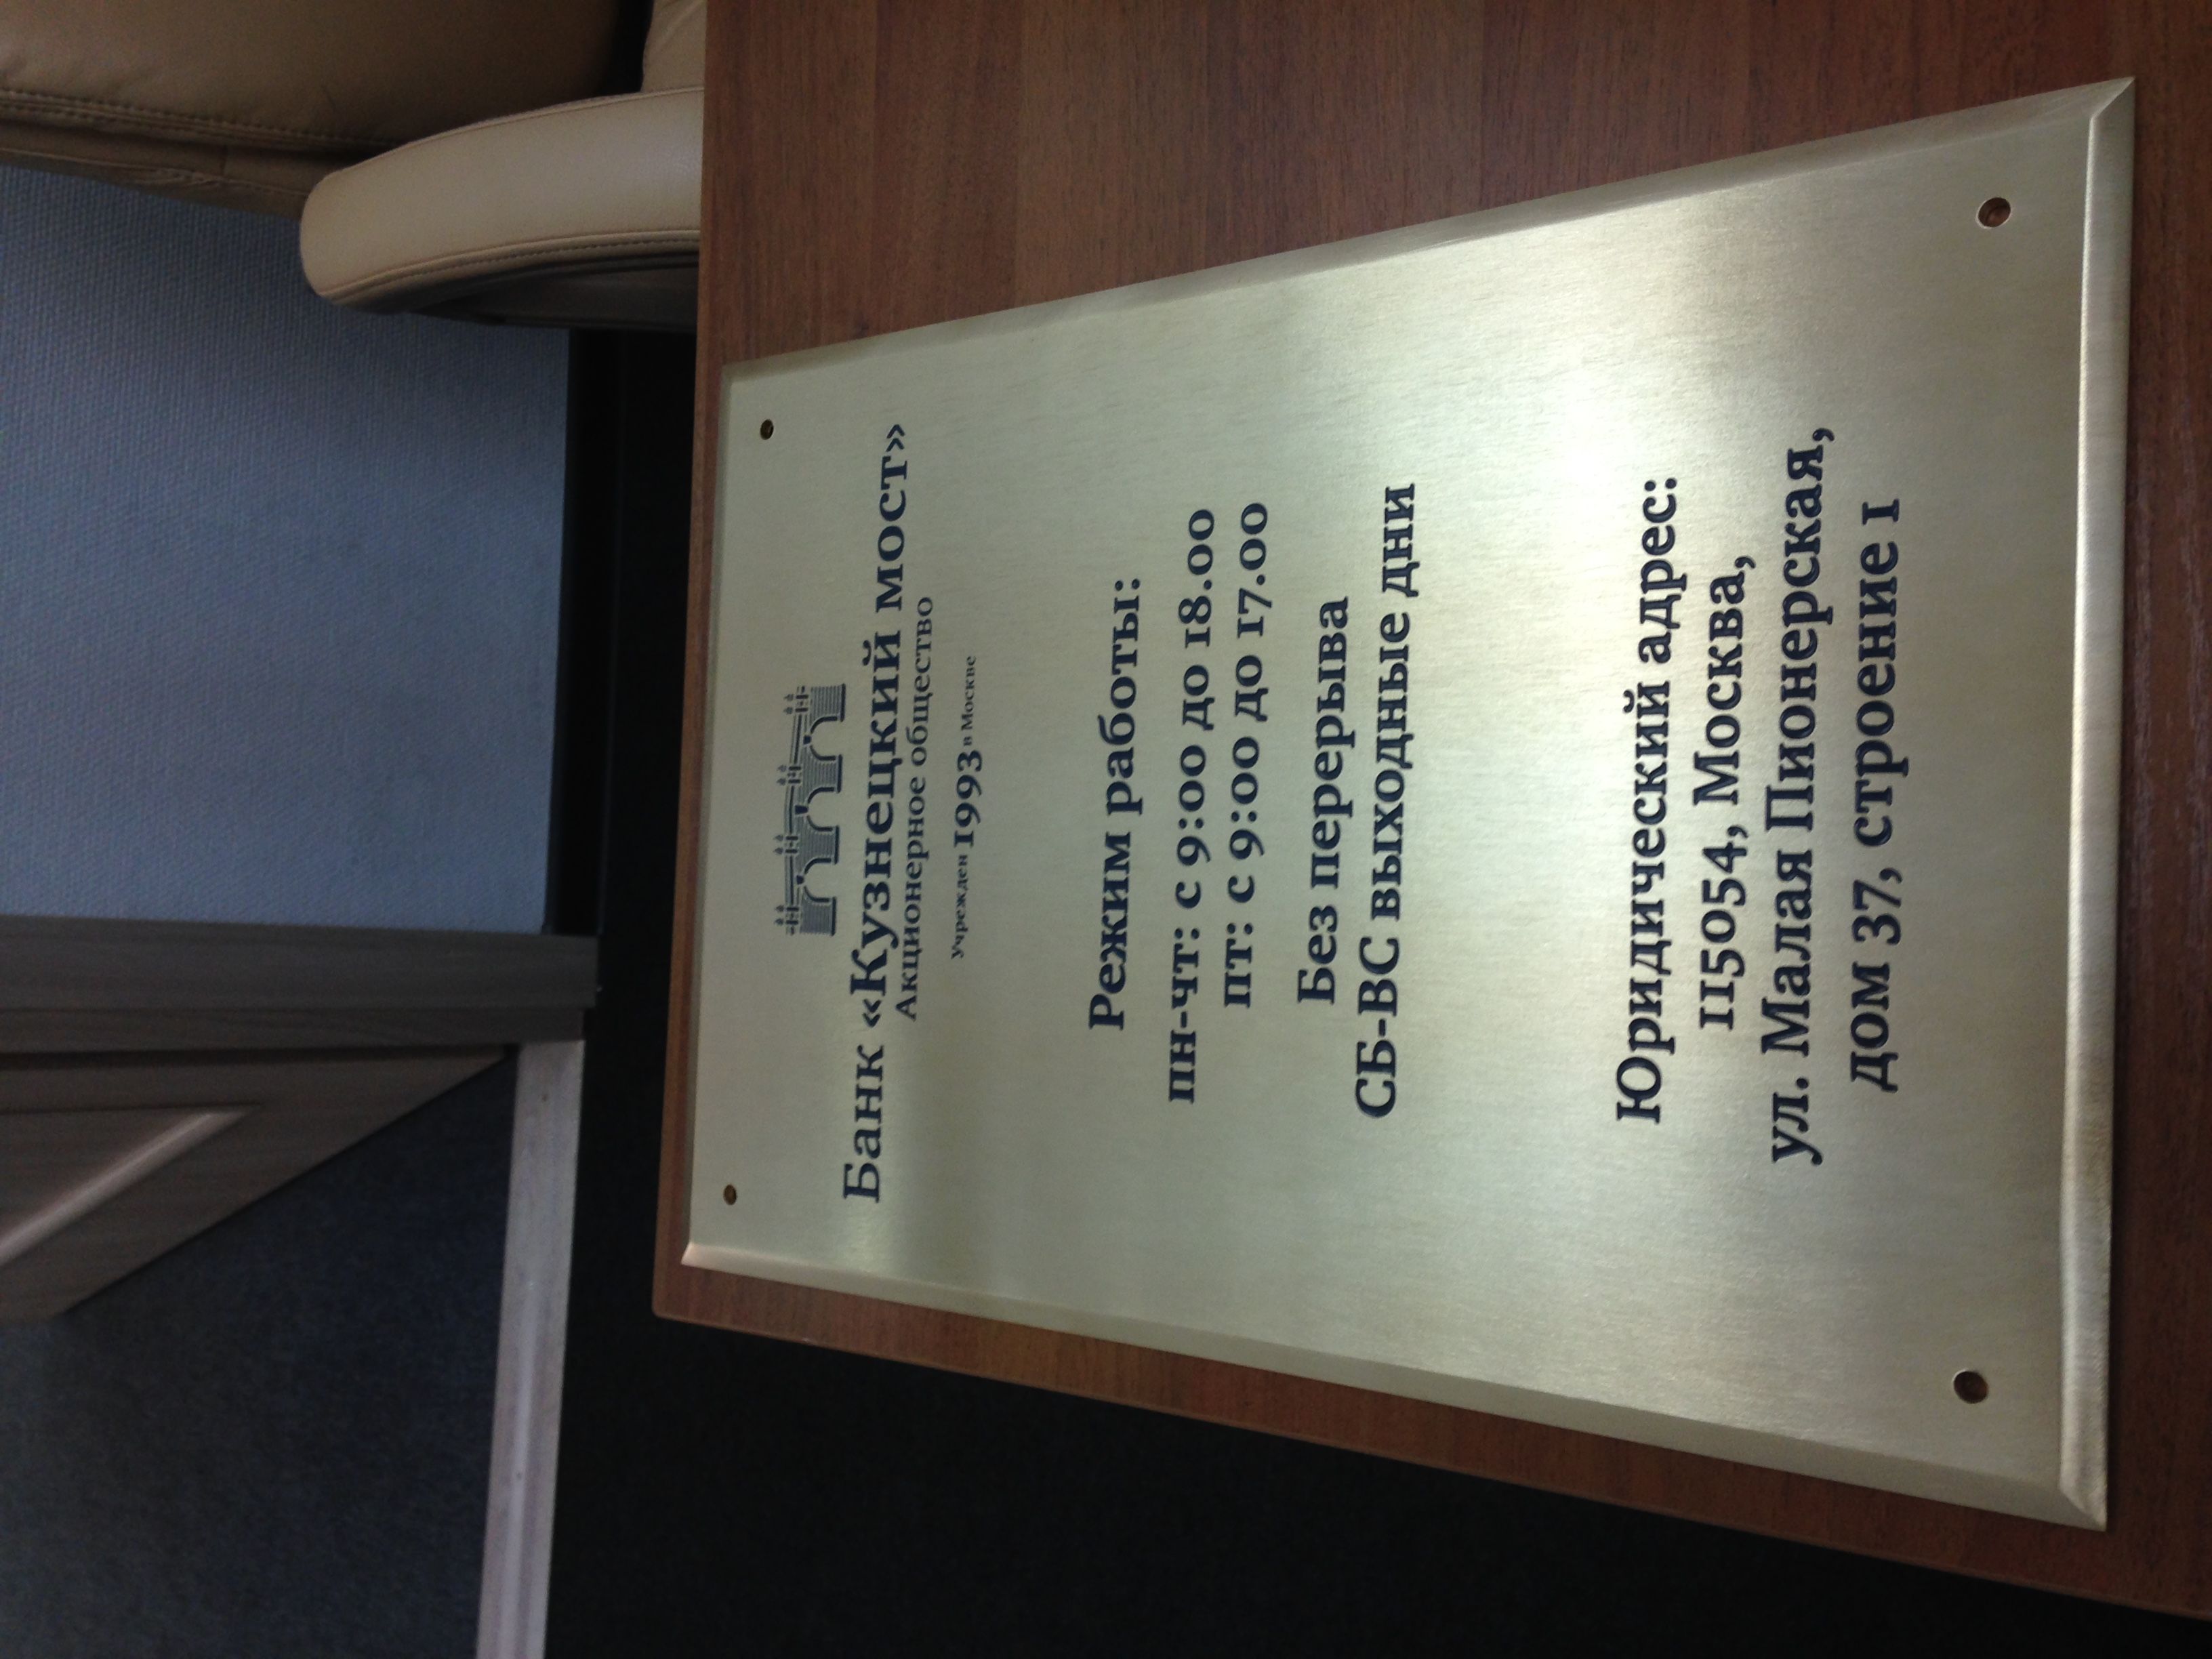 Банк «Кузнецкий мост»
Акционерное общество
Учрежден 1993 в Москве
Режим работы:
пн-чт: с 9:00 до 18.00
пт: с 9:00 до 17.00
Без перерыва
СБ-ВС выходные дни
Юридический адрес:
115054, Москва,
ул. Малая Пионерская,
дом 37, строение 1